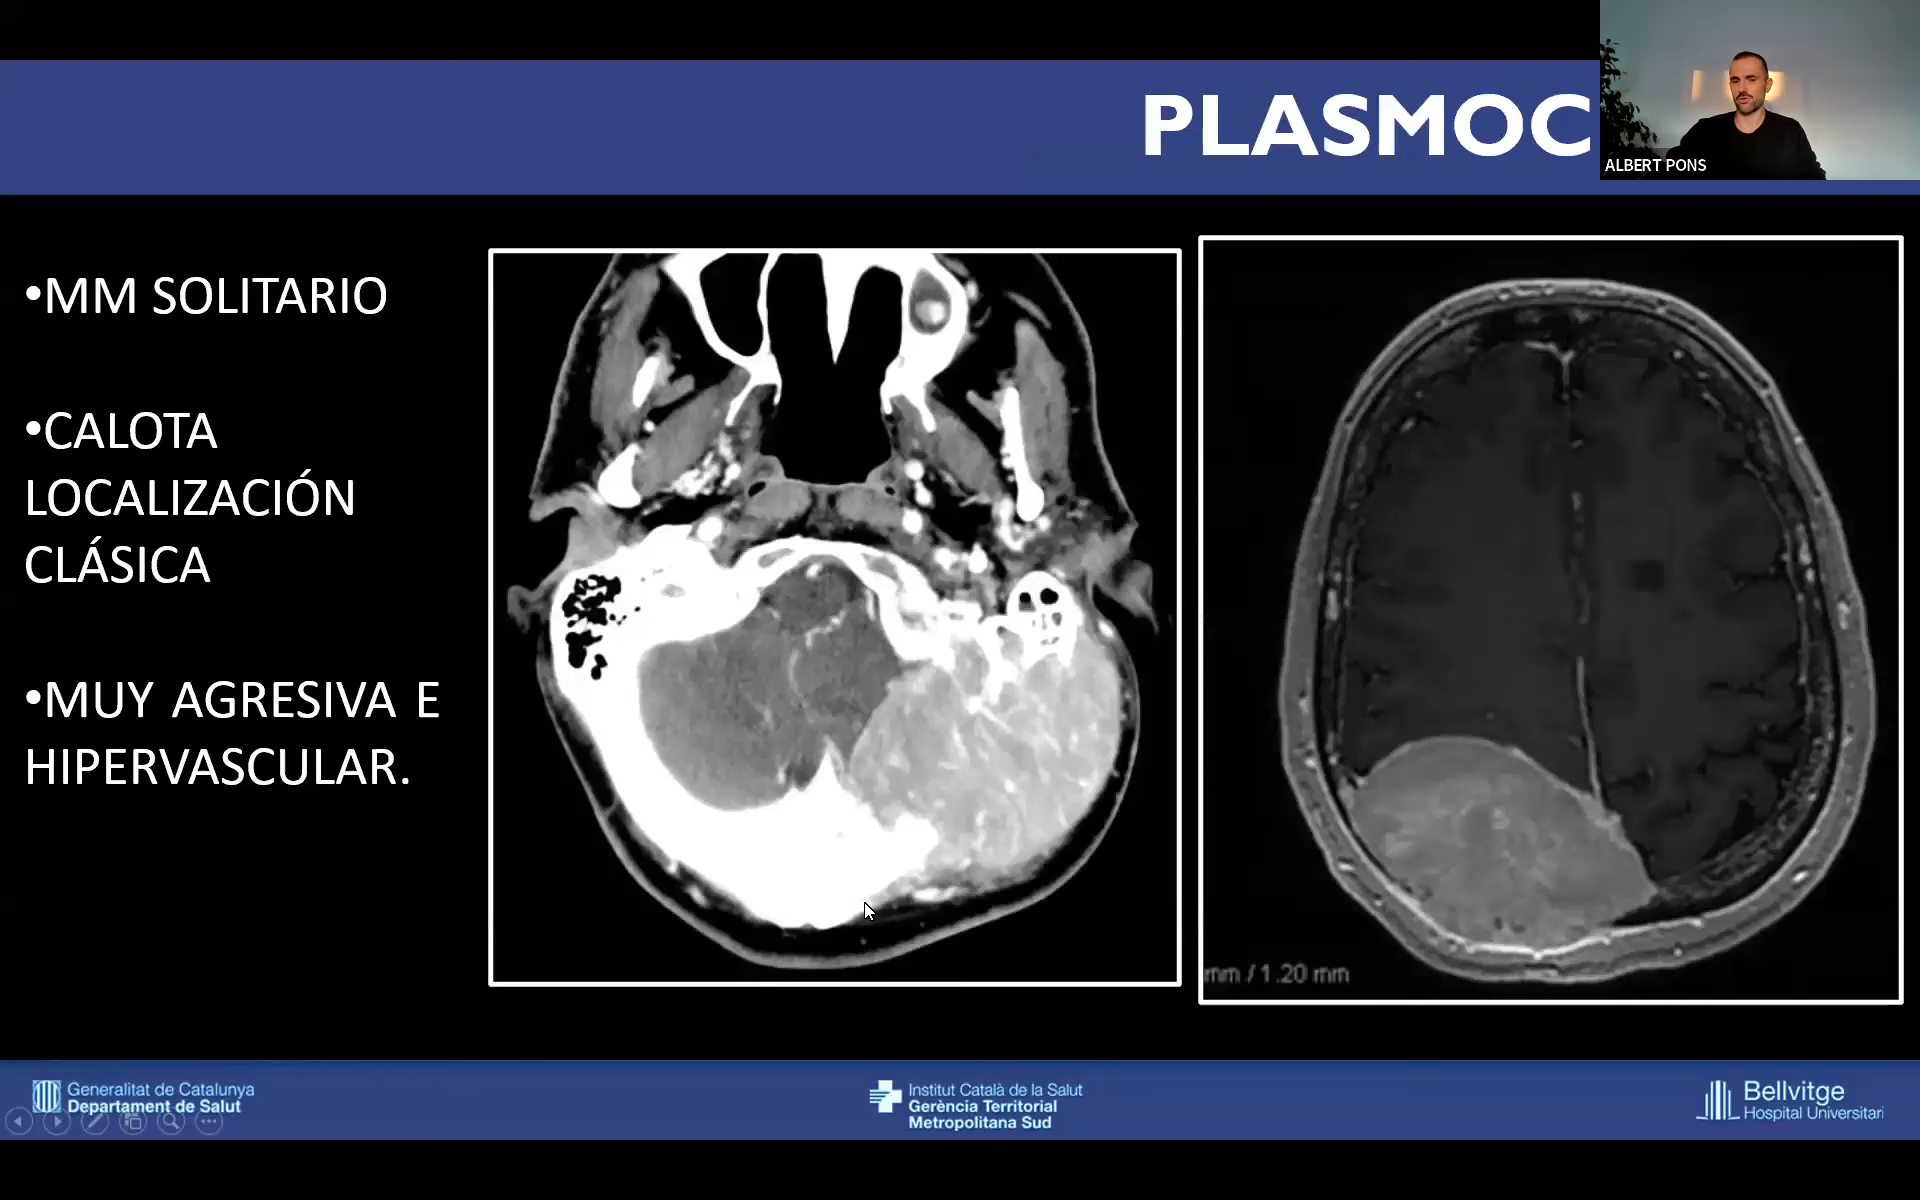 PLASMOC
ALBERT PONS
•MM SOLITARIO
•CALOTA
LOCALIZACIÓN
CLÁSICA
•MUY AGRESIVA E
HIPERVASCULAR.
mm / 1.20 mm
Generalitat de Catalunya
Departament de Salut
Institut Català de la Salut
Gerència Territorial
Metropolitana Sud
Bellvitge
Hospital Universitari